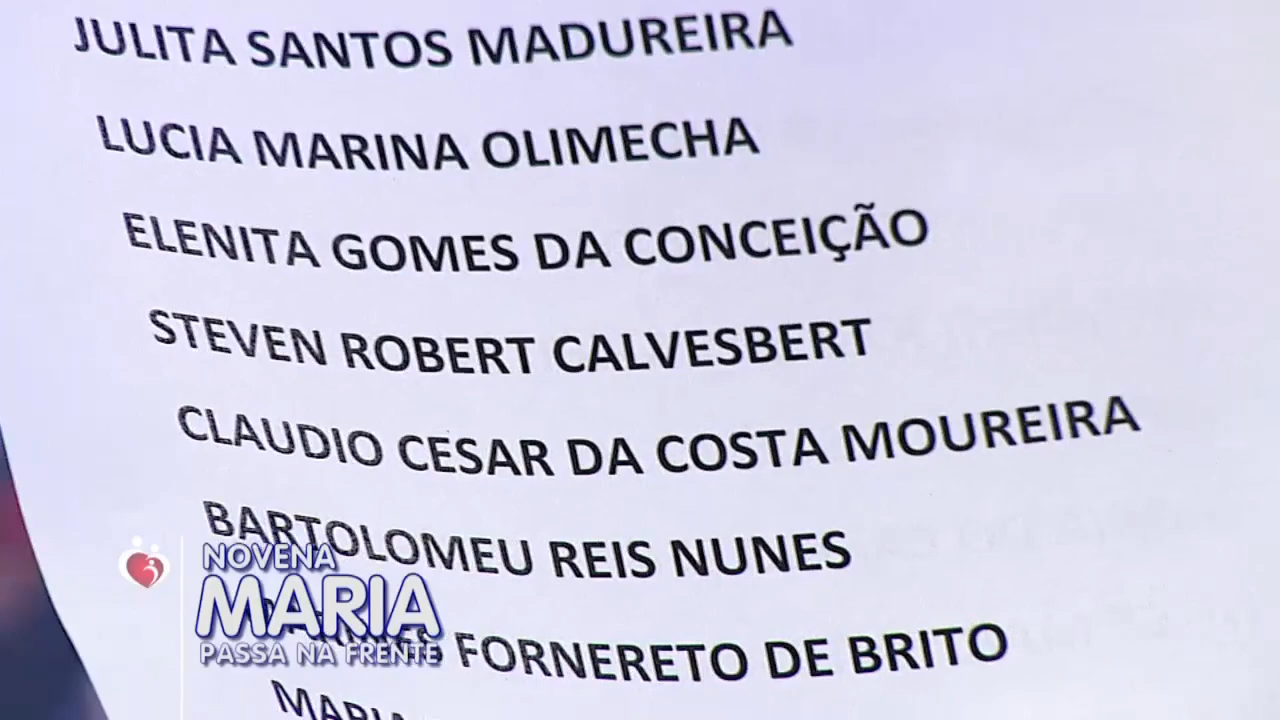 JULITA SANTOS MADUREIRA
LUCIA MARINA OLIMECHA
ELENITA GOMES DA CONCEIÇÃO
STEVEN ROBERT CALVESBERT
CLAUDIO CESAR DA COSTA MOUREIRA
BARTOLOMEU REIS NUNES
FORNERETO DE BRITO
NOVENA
MARIA
PASSA NA FRENTE